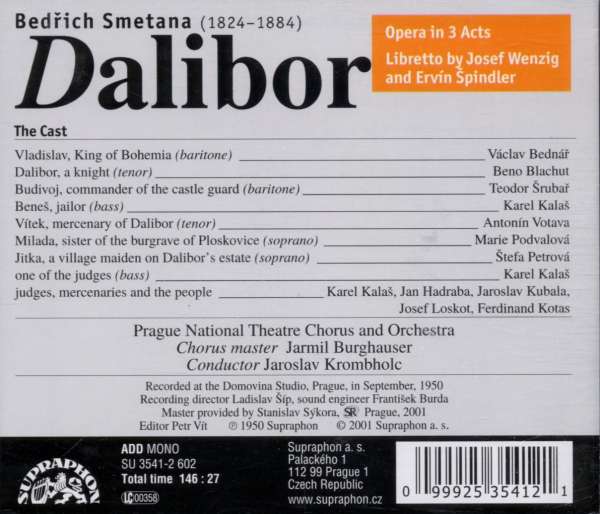 Bedřich Smetana (1824–1884)
Dalibor
Opera in 3 Acts
Libretto by Josef Wenzig
and Ervín Špindler
The Cast
Vladislav, King of Bohemia (baritone) Václav Bednář
Dalibor, a knight (tenor) Beno Blachut
Budivoj, commander of the castle guard (baritone) Teodor Šrubař
Beneš, jailor (bass) Karel Kalaš
Vítek, mercenary of Dalibor (tenor) Antonín Votava
Milada, sister of the burgrave of Ploskovice (soprano) Marie Podvalová
Jitka, a village maiden on Dalibor's estate (soprano) Štefa Petrová
one of the judges (bass) Karel Kalaš
judges, mercenaries and the people Karel Kalaš, Jan Hadraba, Jaroslav Kubala,
Josef Loskot, Ferdinand Kotas
Prague National Theatre Chorus and Orchestra
Chorus master Jarmil Burghauser
Conductor Jaroslav Krombholc
Recorded at the Domovina Studio, Prague, in September, 1950
Recording director Ladislav Šíp, sound engineer František Burda
Master provided by Stanislav Sýkora, SR Prague, 2001
Editor Petr Vít ℗ 1950 Supraphon © 2001 Supraphon a. s.
SUPRAPHON
ADD MONO
SU 3541-2 602
Total time 146 : 27
LC 00358
Supraphon a. s.
Palackého 1
112 99 Prague 1
Czech Republic
www.supraphon.cz
0 99925 35412 1